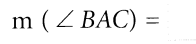 m ( ∠ BAC) =